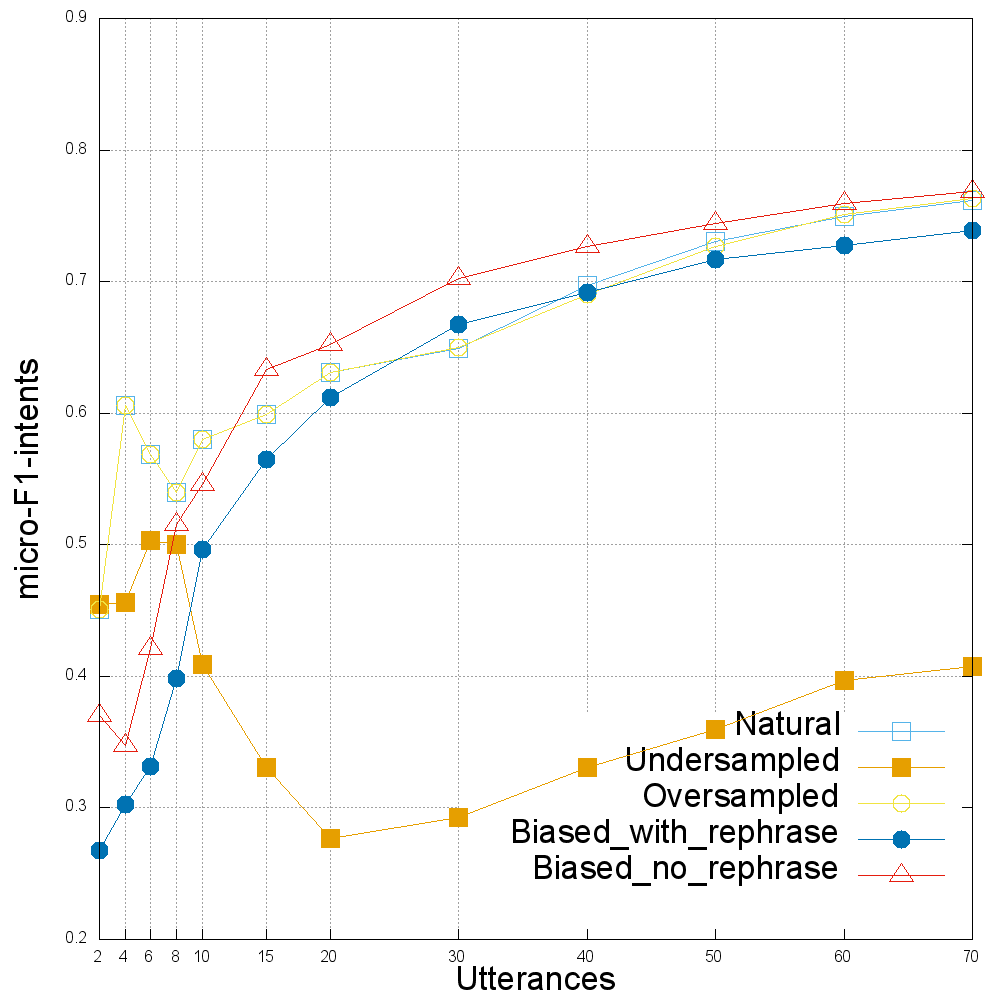 0.9
0.8
0.7
0.6
0.5
0.4
0.3
0.2
micro-F1-intents
Natural
Undersampled
Oversampled
Biased_with_rephrase
Biased_no_rephrase
2 4 6 8 10 15 20 30 40 50 60 70
Utterances